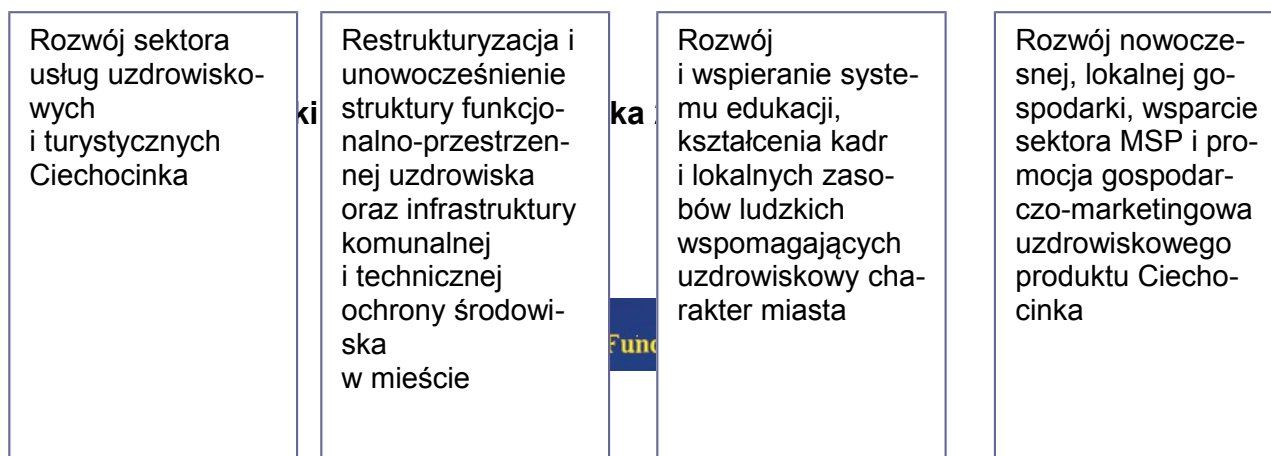 Rozwój sektora
usług uzdrowisko-
wych
i turystycznych
Ciechocinka
Restrukturyzacja i
unowocześnienie
struktury funkcjo-
nalno-przestrzen-
nej uzdrowiska
oraz infrastruktury
komunalnej
i technicznej
ochrony środowi-
ska
w mieście
Rozwój
i wspieranie syste-
mu edukacji,
kształcenia kadr
i lokalnych zaso-
bów ludzkich
wspomagających
uzdrowiskowy cha-
rakter miasta
Rozwój nowocze-
snej, lokalnej go-
spodarki, wsparcie
sektora MSP i pro-
mocja gospodar-
czo-marketingowa
uzdrowiskowego
produktu Ciecho-
cinka